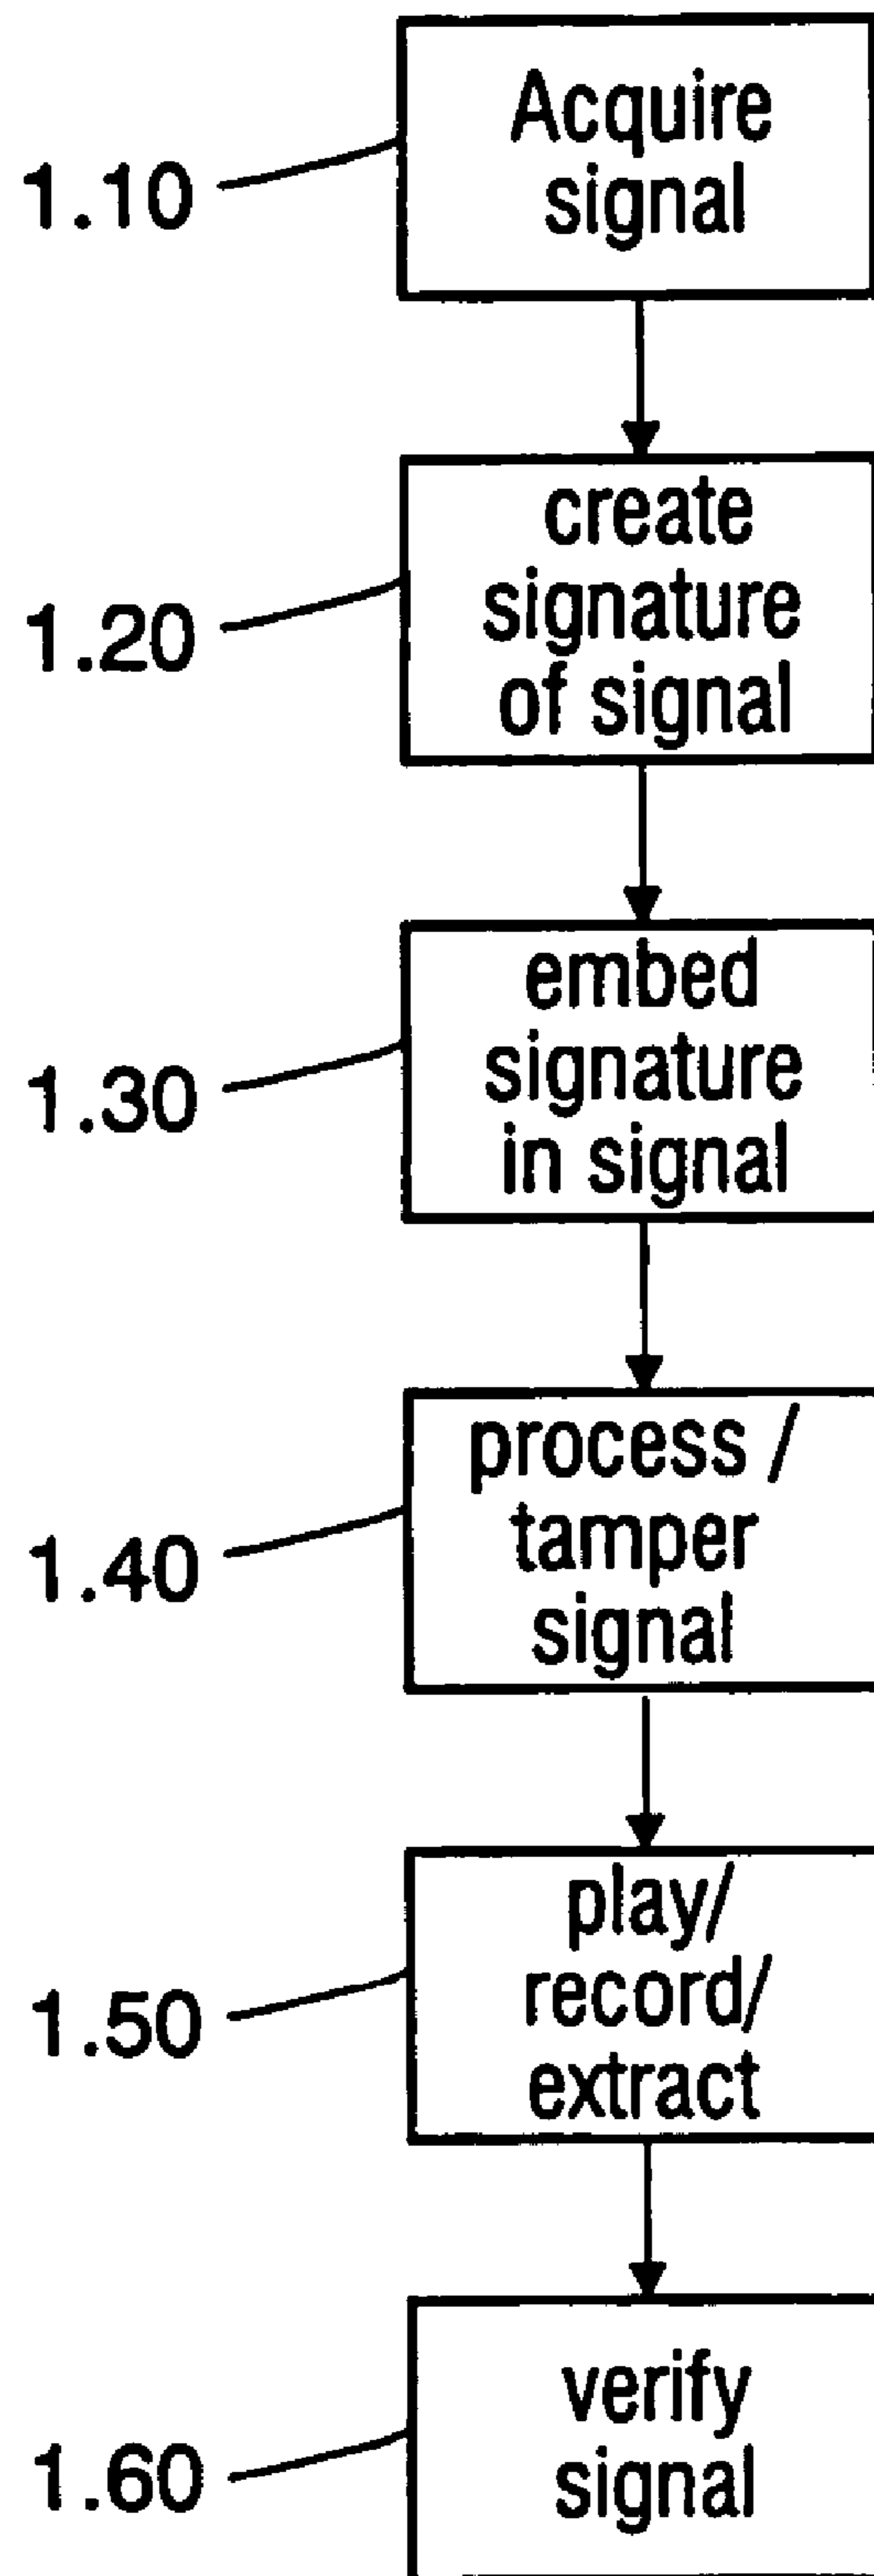 Acquire
signal
1.10
create
signature
of signal
1.20
embed
signature
in signal
1.30
process /
tamper
signal
1.40
play/
record/
extract
1.50
verify
signal
1.60